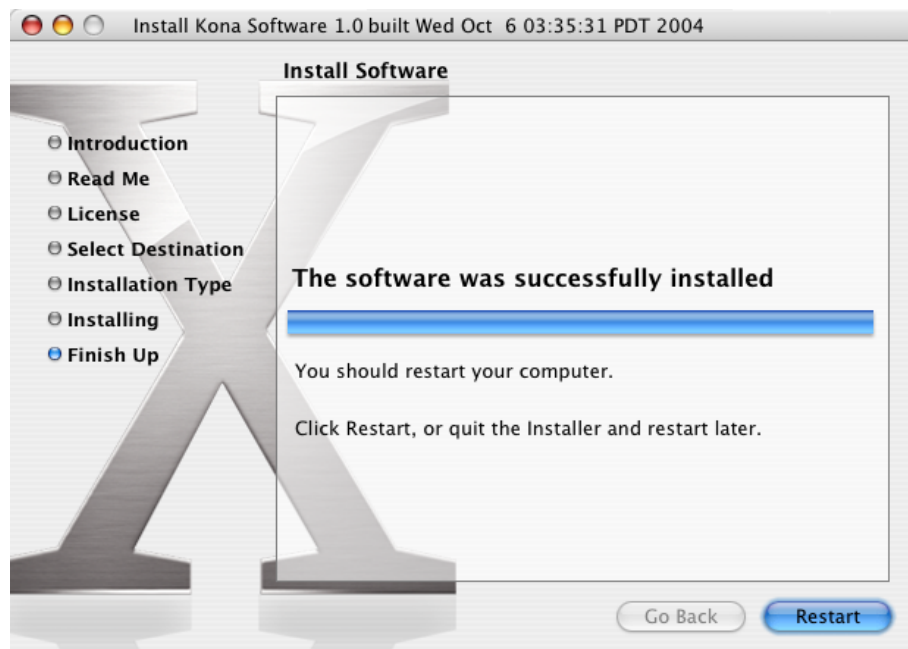 Install Kona Software 1.0 built Wed Oct  6 03:35:31 PDT 2004
Install Software
Introduction
Read Me
License
Select Destination
Installation Type
Installing
Finish Up
The software was successfully installed
You should restart your computer.
Click Restart, or quit the Installer and restart later.
Go Back
Restart